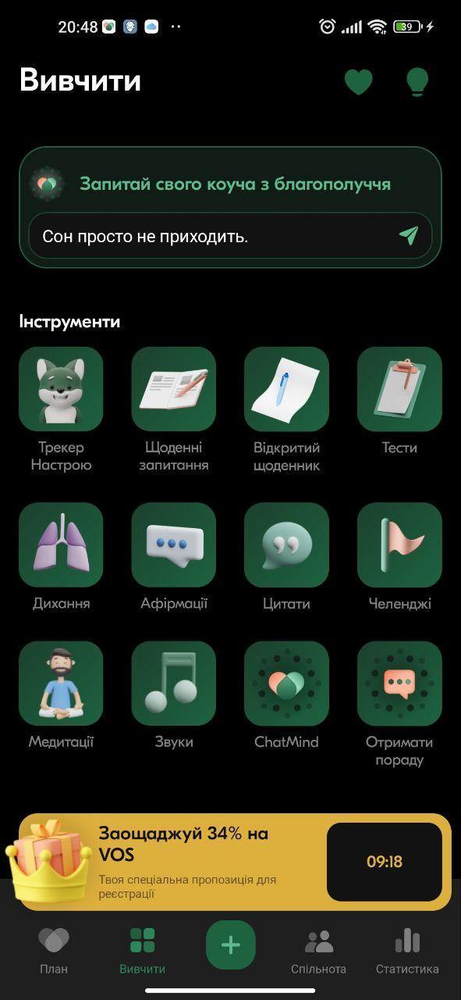 20:48
39
Вивчити
Запитай свого коуча з благополуччя
Сон просто не приходить.
Інструменти
Трекер
Настрою
Щоденні
запитання
Відкритий
щоденник
Тести
Дихання
Афірмації
Цитати
Челенджі
Медитації
Звуки
ChatMind
Отримати
пораду
Заощаджуй 34% на
VOS
Твоя спеціальна пропозиція для
реєстрації
09:18
План
Вивчити
Спільнота
Статистика